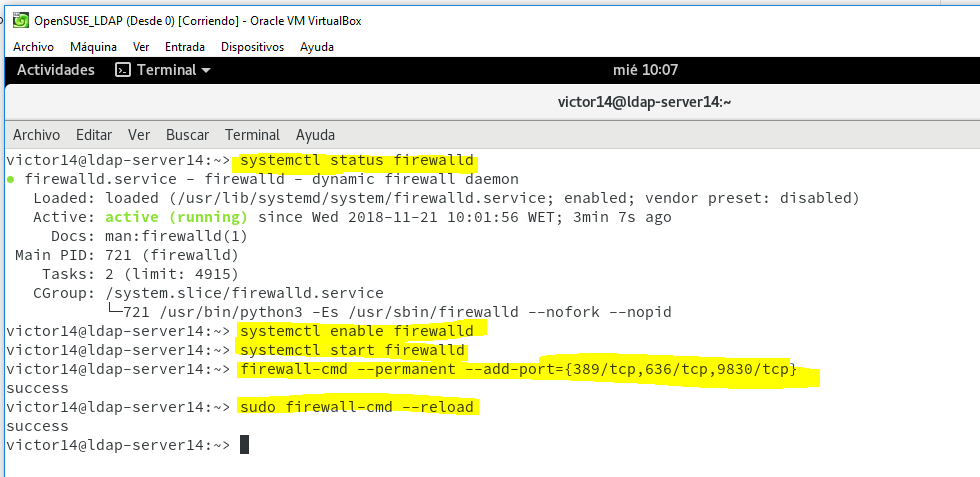 OpenSUSE_LDAP (Desde 0) [Corriendo] - Oracle VM VirtualBox
Archivo Máquina Ver Entrada Dispositivos Ayuda
Actividades Terminal mié 10:07
victor14@ldap-server14:~
Archivo Editar Ver Buscar Terminal Ayuda
victor14@ldap-server14:~> systemctl status firewalld
● firewalld.service - firewalld - dynamic firewall daemon
   Loaded: loaded (/usr/lib/systemd/system/firewalld.service; enabled; vendor preset: disabled)
   Active: active (running) since Wed 2018-11-21 10:01:56 WET; 3min 7s ago
     Docs: man:firewalld(1)
 Main PID: 721 (firewalld)
    Tasks: 2 (limit: 4915)
   CGroup: /system.slice/firewalld.service
           └─721 /usr/bin/python3 -Es /usr/sbin/firewalld --nofork --nopid
victor14@ldap-server14:~> systemctl enable firewalld
victor14@ldap-server14:~> systemctl start firewalld
victor14@ldap-server14:~> firewall-cmd --permanent --add-port={389/tcp,636/tcp,9830/tcp}
success
victor14@ldap-server14:~> sudo firewall-cmd --reload
success
victor14@ldap-server14:~>